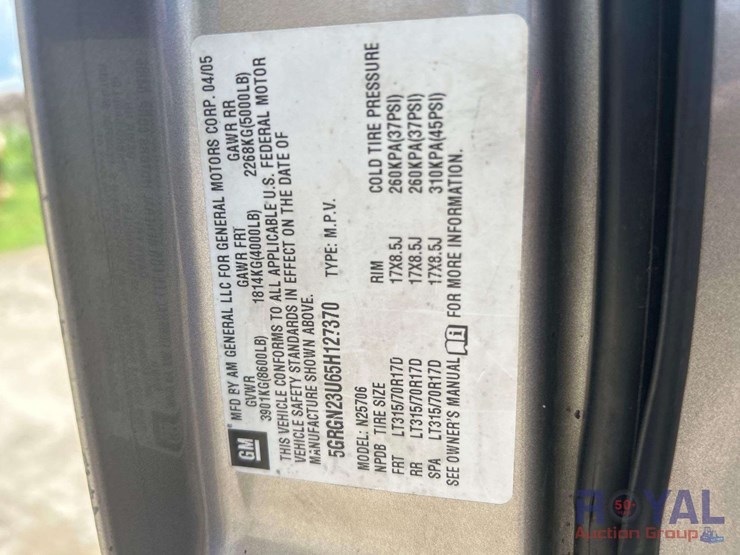 MFD BY AM GENERAL LLC FOR GENERAL MOTORS CORP. 04/05
GVWR GAWR FRT GAWR RR
3901KG(8600LB) 1814KG(4000LB) 2268KG(5000LB)
GM
THIS VEHICLE CONFORMS TO ALL APPLICABLE U.S. FEDERAL MOTOR
VEHICLE SAFETY STANDARDS IN EFFECT ON THE DATE OF
MANUFACTURE SHOWN ABOVE.
5GRGN23U65H127370 TYPE: M.P.V.
MODEL: N25706
NPDB TIRE SIZE RIM COLD TIRE PRESSURE
FRT LT315/70R17D 17X8.5J 260KPA(37PSI)
RR LT315/70R17D 17X8.5J 260KPA(37PSI)
SPA LT315/70R17D 17X8.5J 310KPA(45PSI)
SEE OWNER'S MANUAL FOR MORE INFORMATION.
ROYAL
Auction Group